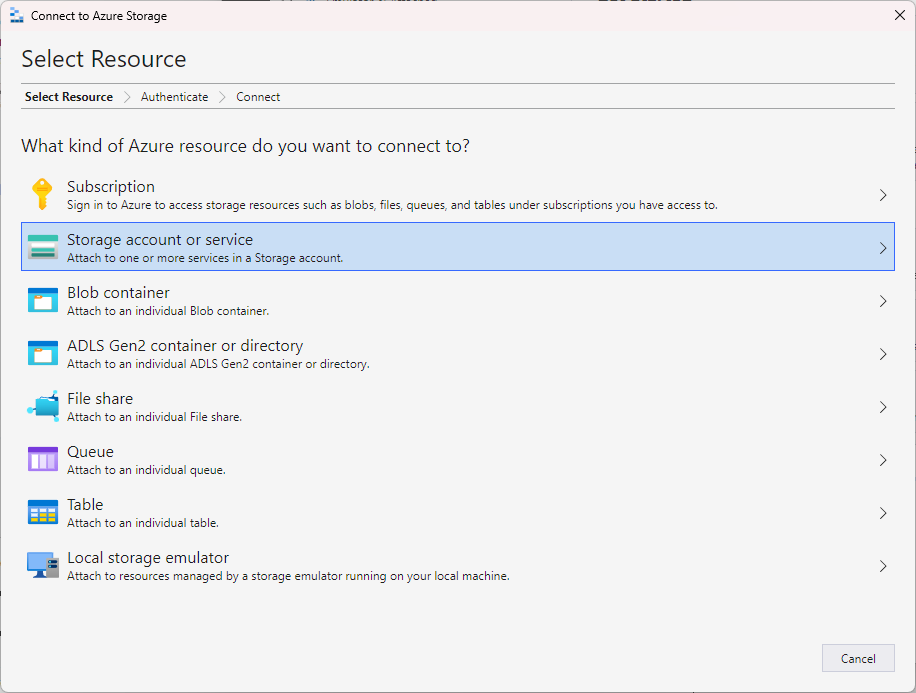 Connect to Azure Storage
Select Resource
Select Resource > Authenticate > Connect
What kind of Azure resource do you want to connect to?
Subscription
Sign in to Azure to access storage resources such as blobs, files, queues, and tables under subscriptions you have access to.
Storage account or service
Attach to one or more services in a Storage account.
Blob container
Attach to an individual Blob container.
ADLS Gen2 container or directory
Attach to an individual ADLS Gen2 container or directory.
File share
Attach to an individual File share.
Queue
Attach to an individual queue.
Table
Attach to an individual table.
Local storage emulator
Attach to resources managed by a storage emulator running on your local machine.
Cancel